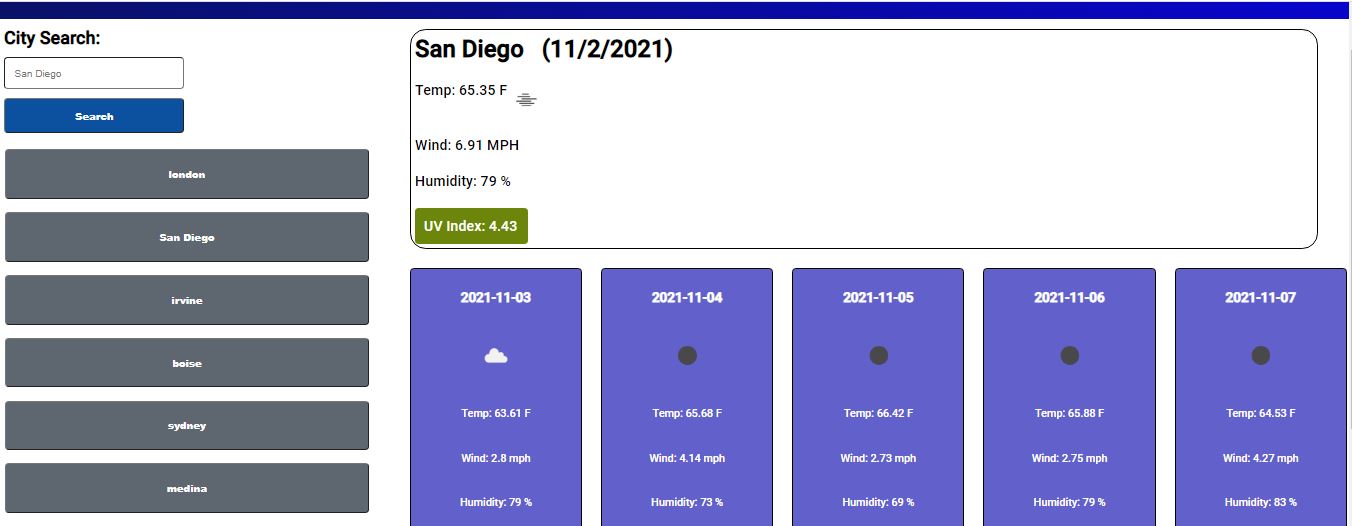 City Search:
San Diego
Search
london
San Diego
irvine
boise
sydney
medina
San Diego (11/2/2021)
Temp: 65.35 F
Wind: 6.91 MPH
Humidity: 79 %
UV Index: 4.43
2021-11-03
Temp: 63.61 F
Wind: 2.8 mph
Humidity: 79 %
2021-11-04
Temp: 65.68 F
Wind: 4.14 mph
Humidity: 73 %
2021-11-05
Temp: 66.42 F
Wind: 2.73 mph
Humidity: 69 %
2021-11-06
Temp: 65.88 F
Wind: 2.75 mph
Humidity: 79 %
2021-11-07
Temp: 64.53 F
Wind: 4.27 mph
Humidity: 83 %